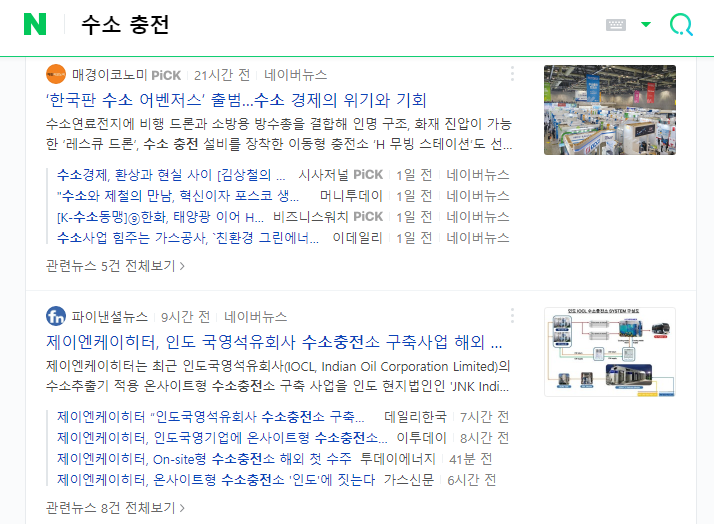 N 수소 충전
매경이코노미 PiCK 21시간 전 네이버뉴스
'한국판 수소 어벤저스' 출범...수소 경제의 위기와 기회
수소연료전지에 비행 드론과 소방용 방수총을 결합해 인명 구조, 화재 진압이 가능
한 '레스큐 드론', 수소 충전 설비를 장착한 이동형 충전소 'H 무빙 스테이션'도 선...
수소경제, 환상과 현실 사이 [김상철의 ... 시사저널 PiCK 1일 전 네이버뉴스
"수소와 제철의 만남, 혁신이자 포스코 생... 머니투데이 1일 전 네이버뉴스
[K-수소동맹]⑨한화, 태양광 이어 H... 비즈니스워치 PiCK 1일 전 네이버뉴스
수소사업 힘주는 가스공사, `친환경 그린에너... 이데일리 1일 전 네이버뉴스
관련뉴스 5건 전체보기 >
fn 파이낸셜뉴스 9시간 전 네이버뉴스
제이엔케이히터, 인도 국영석유회사 수소충전소 구축사업 해외 ...
제이엔케이히터는 최근 인도국영석유회사(IOCL, Indian Oil Corporation Limited)의
수소추출기 적용 온사이트형 수소충전소 구축 사업을 인도 현지법인인 'JNK Indi...
인도 IOCL 수소충전소 SYSTEM 구성도
제이엔케이히터 "인도국영석유회사 수소충전소 구축... 데일리한국 7시간 전
제이엔케이히터, 인도국영기업에 온사이트형 수소충전소... 이투데이 8시간 전
제이엔케이히터, On-site형 수소충전소 해외 첫 수주 투데이에너지 41분 전
제이엔케이히터, 온사이트형 수소충전소 '인도'에 짓는다 가스신문 6시간 전
관련뉴스 8건 전체보기 >